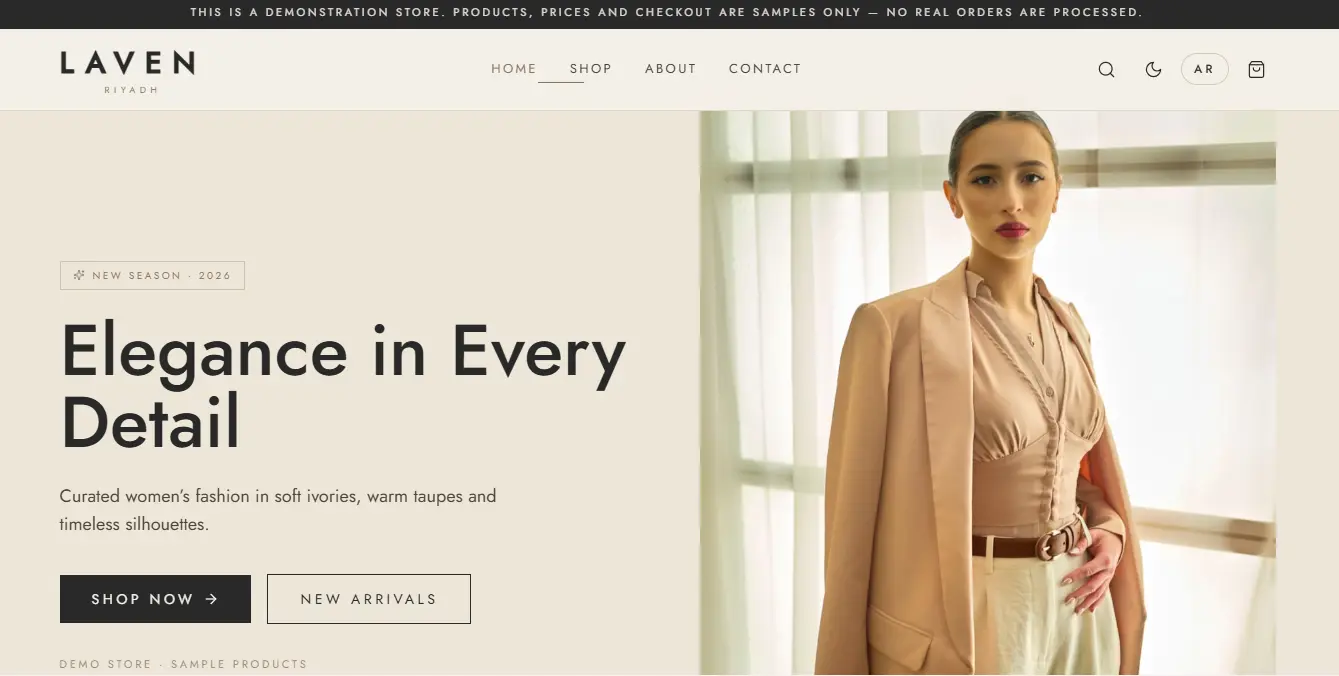 THIS IS A DEMONSTRATION STORE. PRODUCTS, PRICES AND CHECKOUT ARE SAMPLES ONLY — NO REAL ORDERS ARE PROCESSED.
LAVEN
RIYADH
HOME SHOP ABOUT CONTACT
AR
NEW SEASON · 2026
Elegance in Every
Detail
Curated women’s fashion in soft ivories, warm taupes and
timeless silhouettes.
SHOP NOW →
NEW ARRIVALS
DEMO STORE · SAMPLE PRODUCTS